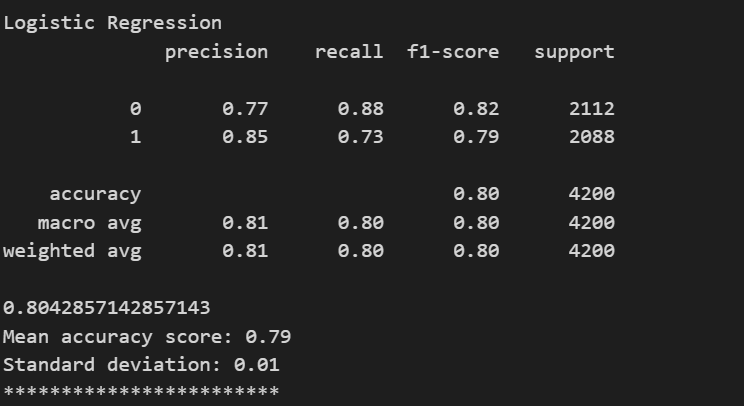 Logistic Regression
              precision    recall  f1-score   support

           0       0.77      0.88      0.82      2112
           1       0.85      0.73      0.79      2088

    accuracy                           0.80      4200
   macro avg       0.81      0.80      0.80      4200
weighted avg       0.81      0.80      0.80      4200

0.8042857142857143
Mean accuracy score: 0.79
Standard deviation: 0.01
************************